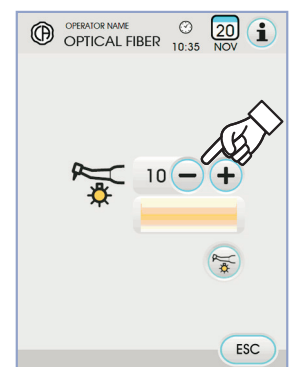 OPERATOR NAME
OPTICAL FIBER
10:35
20
NOV
i
10
ESC